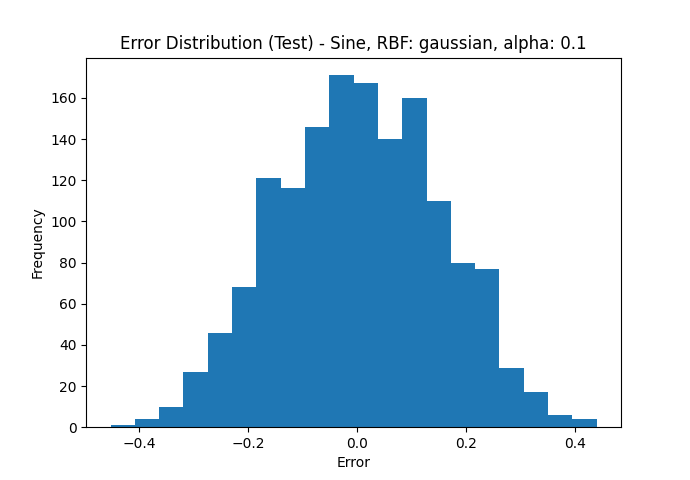 Error Distribution (Test) - Sine, RBF: gaussian, alpha: 0.1
160
140
120
100
80
60
40
20
0
Frequency
−0.4 −0.2 0.0 0.2 0.4
Error